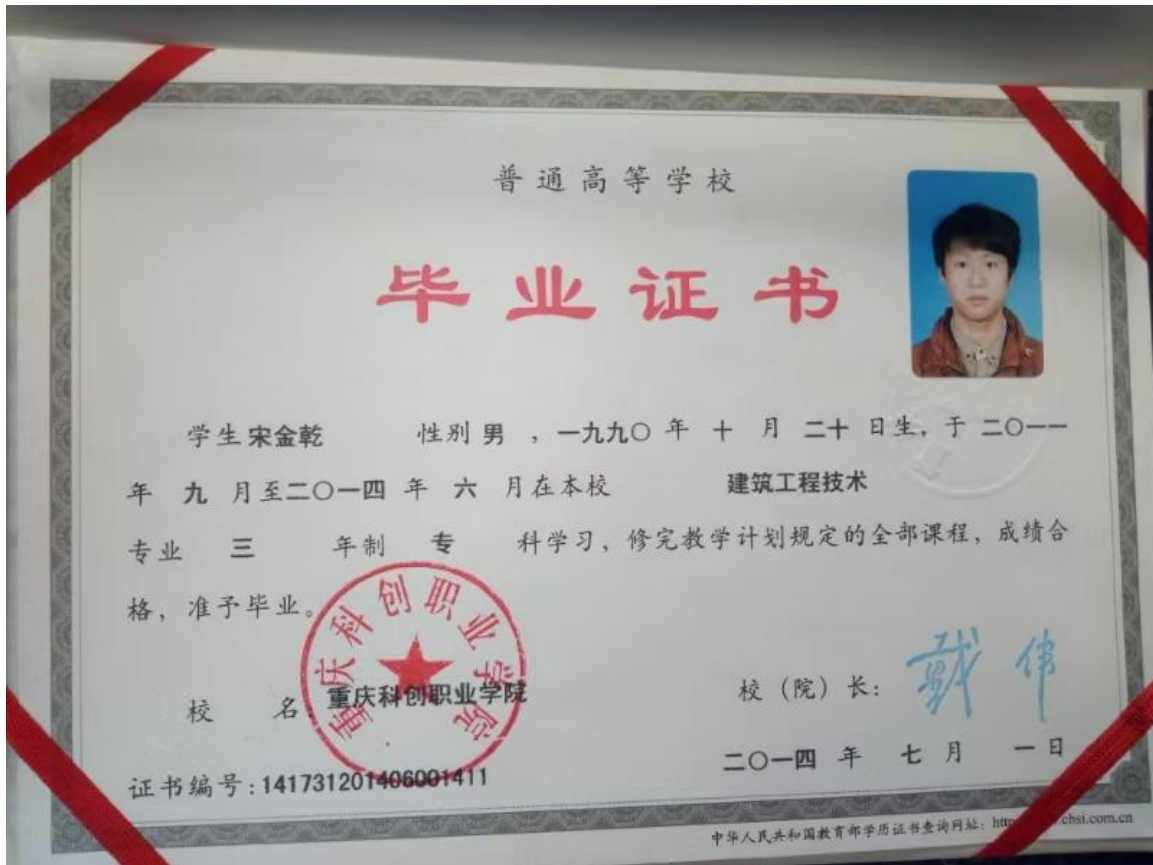 普通高等学校
毕业证书
学生 宋金乾 性别 男 , 一九九〇 年 十 月 二十 日生, 于 二〇一一
年 九 月至 二〇一四 年 六 月在本校 建筑工程技术
专业 三 年制 专 科学习, 修完教学计划规定的全部课程, 成绩合
格, 准予毕业。
重庆科创职业学院
校 名: 重庆科创职业学院
校（院）长: 戴伟
证书编号: 141731201406001411
二〇一四 年 七 月 一 日
中华人民共和国教育部学历证书查询网址: chsi.com.cn